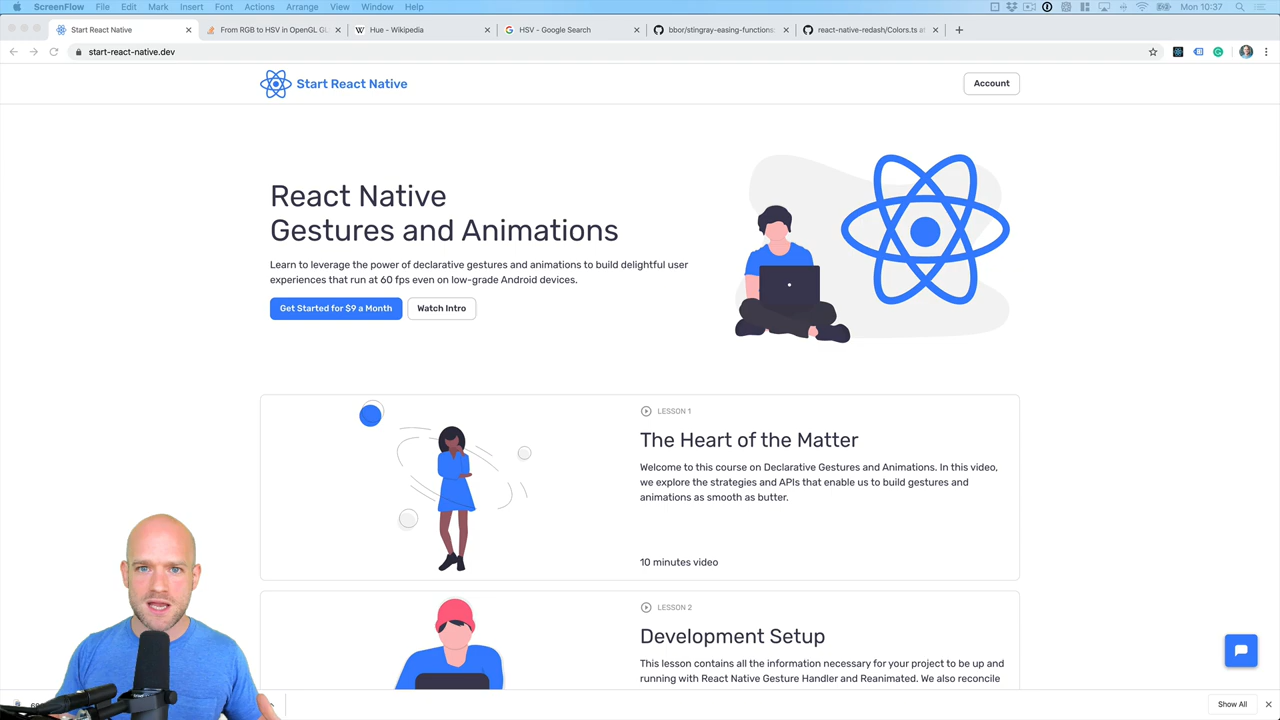 ScreenFlow File Edit Mark Insert Font Actions Arrange View Window Help Mon 10:37
Start React Native
From RGB to HSV in OpenGL GL
Hue - Wikipedia
HSV - Google Search
bbor/stingray-easing-functions:
react-native-redash/Colors.ts at
start-react-native.dev
Start React Native
Account
React Native
Gestures and Animations
Learn to leverage the power of declarative gestures and animations to build delightful user
experiences that run at 60 fps even on low-grade Android devices.
Get Started for $9 a Month
Watch Intro
LESSON 1
The Heart of the Matter
Welcome to this course on Declarative Gestures and Animations. In this video,
we explore the strategies and APIs that enable us to build gestures and
animations as smooth as butter.
10 minutes video
LESSON 2
Development Setup
This lesson contains all the information necessary for your project to be up and
running with React Native Gesture Handler and Reanimated. We also reconcile
Show All